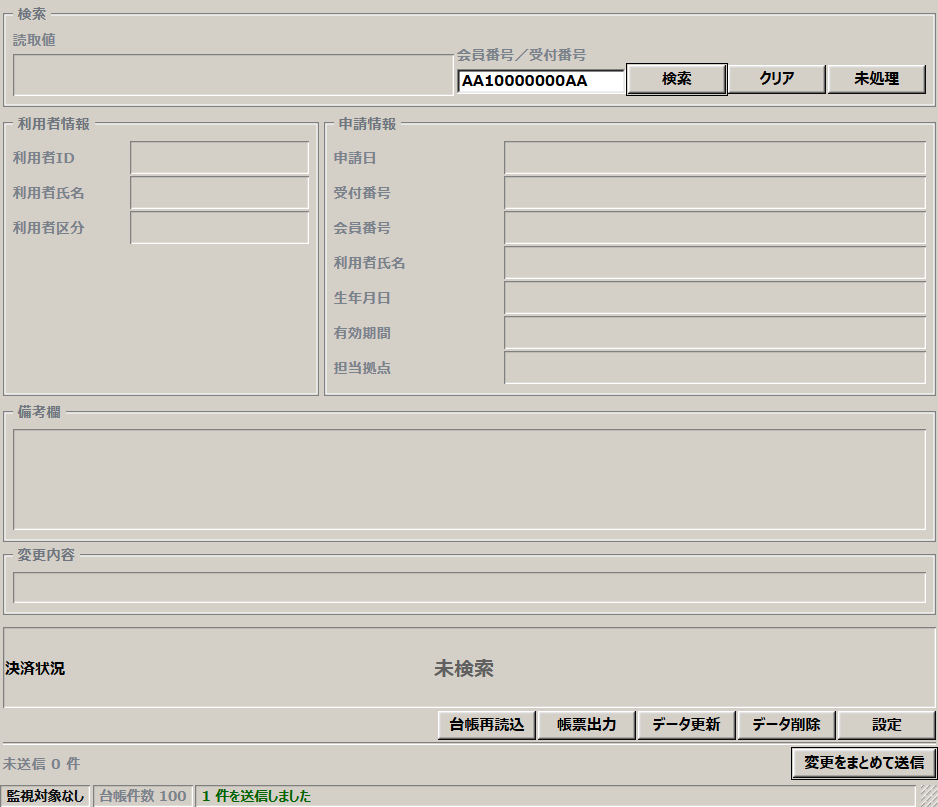 検索
読取値
会員番号／受付番号
AA10000000AA
検索
クリア
未処理
利用者情報
利用者ID
利用者氏名
利用者区分
申請情報
申請日
受付番号
会員番号
利用者氏名
生年月日
有効期間
担当拠点
備考欄
変更内容
決済状況
未検索
台帳再読込
帳票出力
データ更新
データ削除
設定
未送信 0 件
変更をまとめて送信
監視対象なし
台帳件数 100
1 件を送信しました